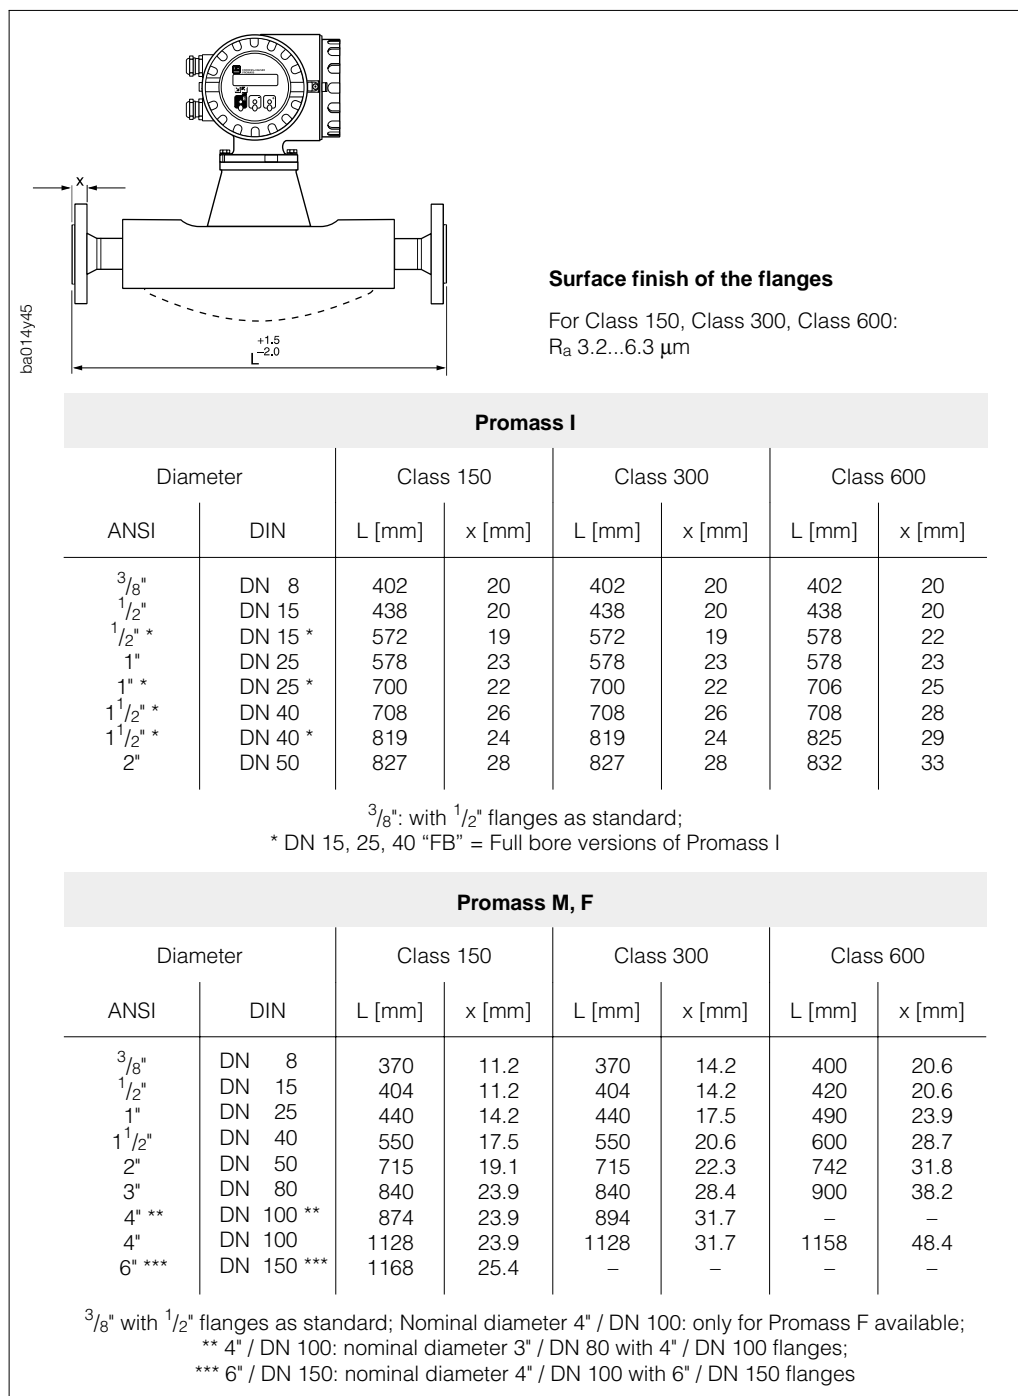 x
ba014y45
+1.5
L –2.0
Surface finish of the flanges
For Class 150, Class 300, Class 600:
Ra 3.2...6.3 µm
Promass I
Diameter Class 150 Class 300 Class 600
ANSI DIN L [mm] x [mm] L [mm] x [mm] L [mm] x [mm]
3/8" DN 8 402 20 402 20 402 20
1/2" DN 15 438 20 438 20 438 20
1/2" * DN 15 * 572 19 572 19 578 22
1" DN 25 578 23 578 23 578 23
1" * DN 25 * 700 22 700 22 706 25
1 1/2" * DN 40 708 26 708 26 708 28
1 1/2" * DN 40 * 819 24 819 24 825 29
2" DN 50 827 28 827 28 832 33
3/8": with 1/2" flanges as standard;
* DN 15, 25, 40 “FB” = Full bore versions of Promass I
Promass M, F
Diameter Class 150 Class 300 Class 600
ANSI DIN L [mm] x [mm] L [mm] x [mm] L [mm] x [mm]
3/8" DN 8 370 11.2 370 14.2 400 20.6
1/2" DN 15 404 11.2 404 14.2 420 20.6
1" DN 25 440 14.2 440 17.5 490 23.9
1 1/2" DN 40 550 17.5 550 20.6 600 28.7
2" DN 50 715 19.1 715 22.3 742 31.8
3" DN 80 840 23.9 840 28.4 900 38.2
4" ** DN 100 ** 874 23.9 894 31.7 – –
4" DN 100 1128 23.9 1128 31.7 1158 48.4
6" *** DN 150 *** 1168 25.4 – – – –
3/8" with 1/2" flanges as standard; Nominal diameter 4" / DN 100: only for Promass F available;
** 4" / DN 100: nominal diameter 3" / DN 80 with 4" / DN 100 flanges;
*** 6" / DN 150: nominal diameter 4" / DN 100 with 6" / DN 150 flanges